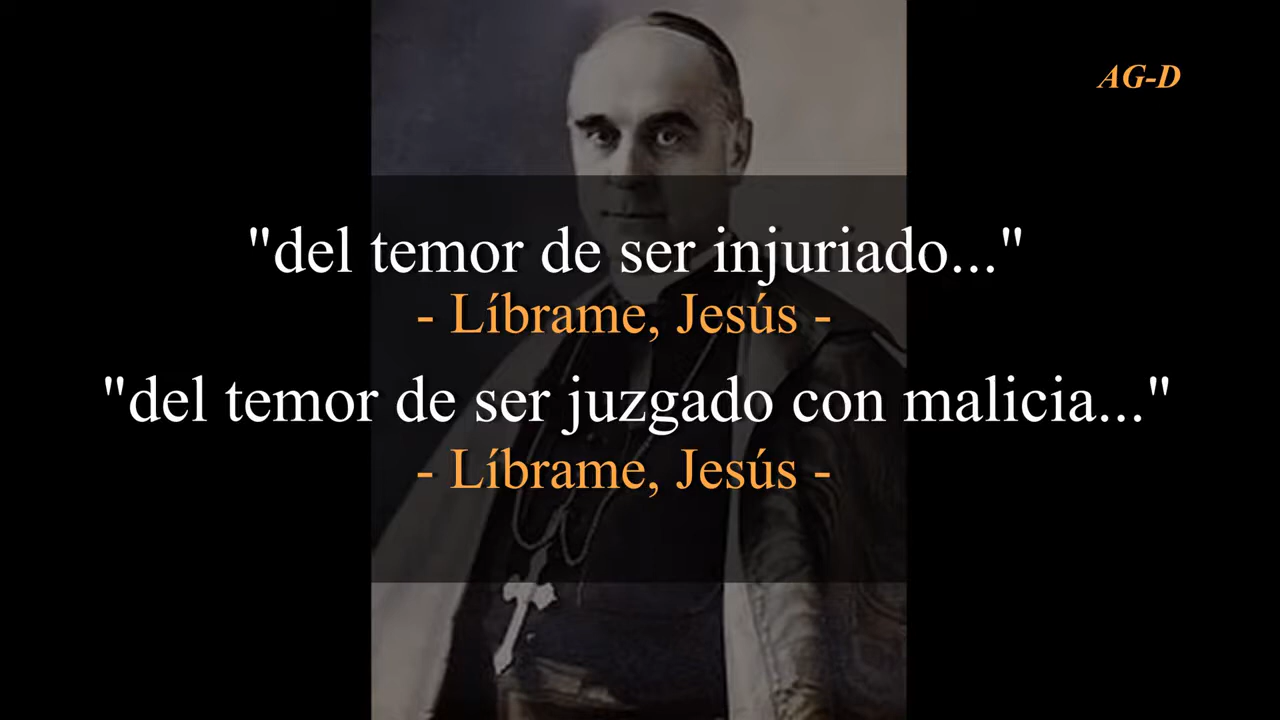 AG-D
"del temor de ser injuriado..."
- Líbrame, Jesús -
"del temor de ser juzgado con malicia..."
- Líbrame, Jesús -